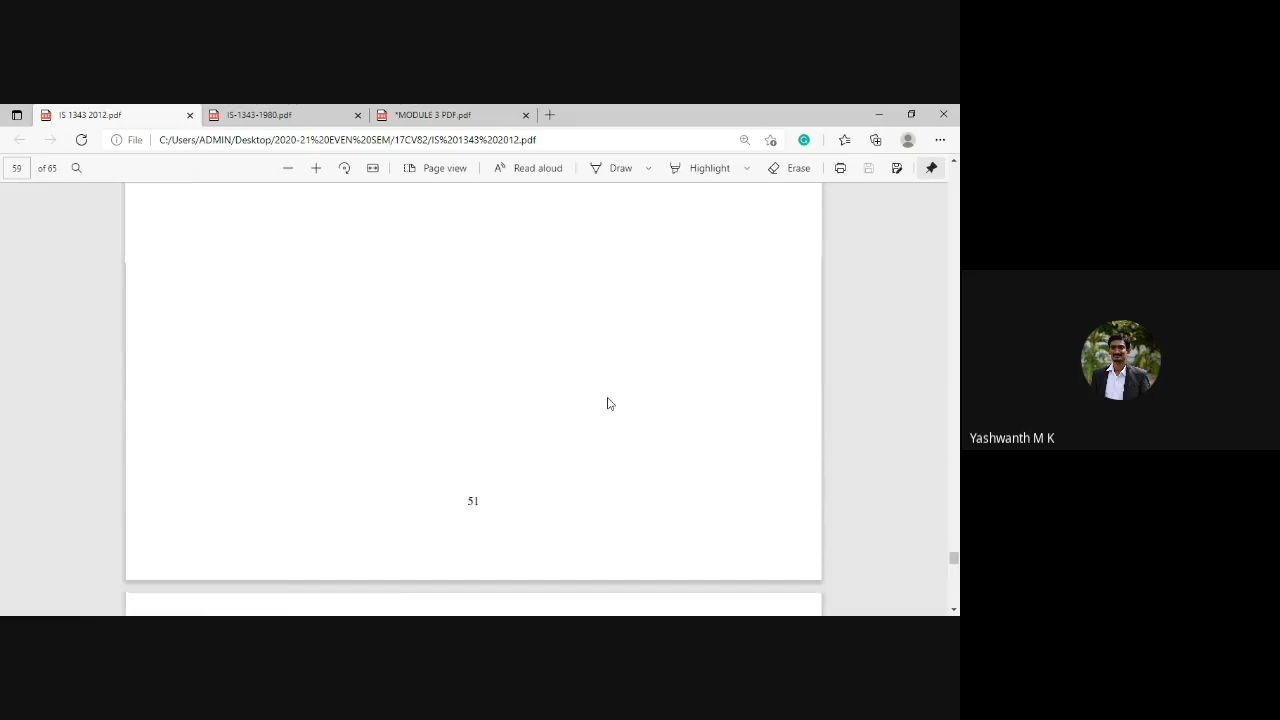 IS 1343 2012.pdf
IS-1343-1980.pdf
*MODULE 3 PDF.pdf
File
C:/Users/ADMIN/Desktop/2020-21%20EVEN%20SEM/17CV82/IS%201343%202012.pdf
59 of 65
Page view
Read aloud
Draw
Highlight
Erase
Yashwanth M K
51